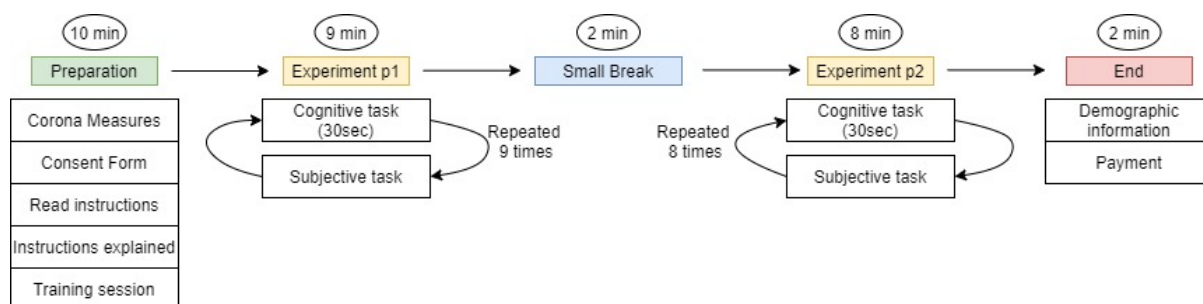 10 min
9 min
2 min
8 min
2 min
Preparation
Experiment p1
Small Break
Experiment p2
End
Corona Measures
Consent Form
Read instructions
Instructions explained
Training session
Cognitive task
(30sec)
Subjective task
Repeated
9 times
Repeated
8 times
Cognitive task
(30sec)
Subjective task
Demographic
information
Payment